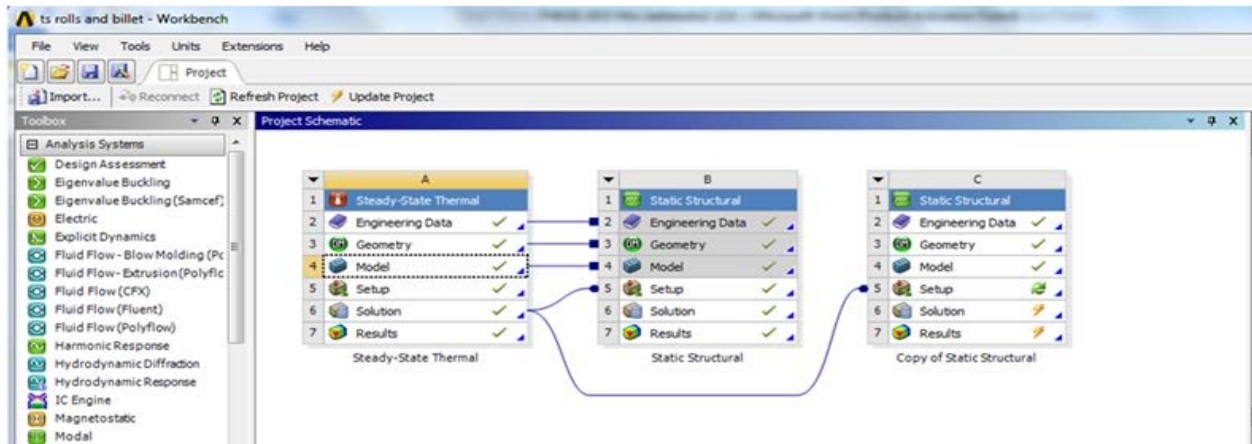 ts rolls and billet - Workbench
File View Tools Units Extensions Help
Project
Import... Reconnect Refresh Project Update Project
Toolbox
Project Schematic
Analysis Systems
Design Assessment
Eigenvalue Buckling
Eigenvalue Buckling (Samcef)
Electric
Explicit Dynamics
Fluid Flow - Blow Molding (Po
Fluid Flow - Extrusion (Polyflc
Fluid Flow (CFX)
Fluid Flow (Fluent)
Fluid Flow (Polyflow)
Harmonic Response
Hydrodynamic Diffraction
Hydrodynamic Response
IC Engine
Magnetostatic
Modal
A
1 Steady-State Thermal
2 Engineering Data
3 Geometry
4 Model
5 Setup
6 Solution
7 Results
Steady-State Thermal
B
1 Static Structural
2 Engineering Data
3 Geometry
4 Model
5 Setup
6 Solution
7 Results
Static Structural
C
1 Static Structural
2 Engineering Data
3 Geometry
4 Model
5 Setup
6 Solution
7 Results
Copy of Static Structural